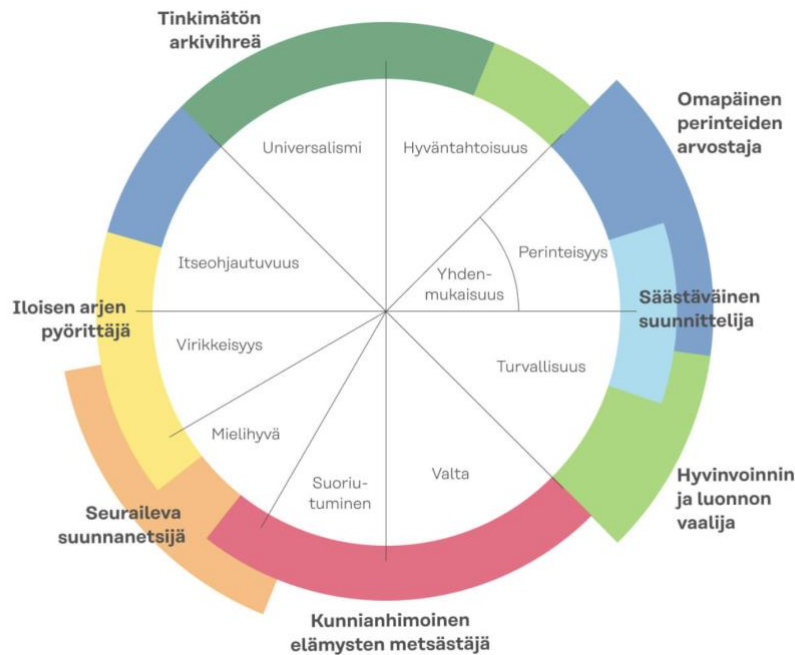 Tinkimätön
arkivihreä
Omapäinen
perinteiden
arvostaja
Universalismi
Hyväntahtoisuus
Itseohjautuvuus
Yhden-
mukaisuus
Perinteisyys
Iloisen arjen
pyörittäjä
Säästäväinen
suunnittelija
Virikkeisyys
Turvallisuus
Mielihyvä
Suoriu-
tuminen
Valta
Hyvinvoinnin
ja luonnon
vaalija
Seuraileva
suunnanetsijä
Kunnianhimoinen
elämysten metsästäjä